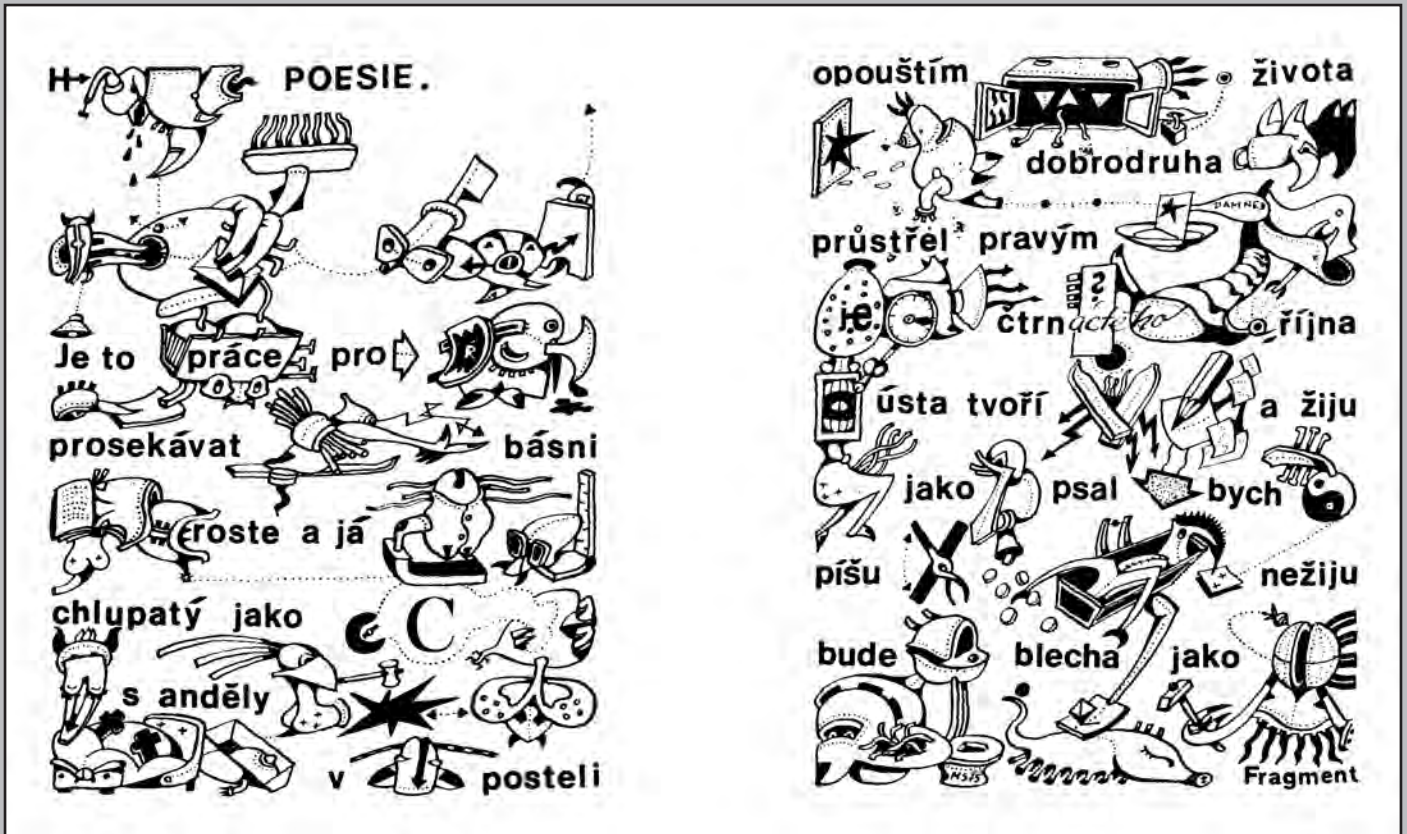 H POESIE.
Je to práce pro
prosekávat básni
roste a já
chlupatý jako
C
s anděly
v posteli
opouštím života
dobrodruha
DAMNÉ
průstřel pravým
je čtrnáctého října
ústa tvoří a žiju
jako psal bych
píšu nežiju
bude blecha jako
Fragment